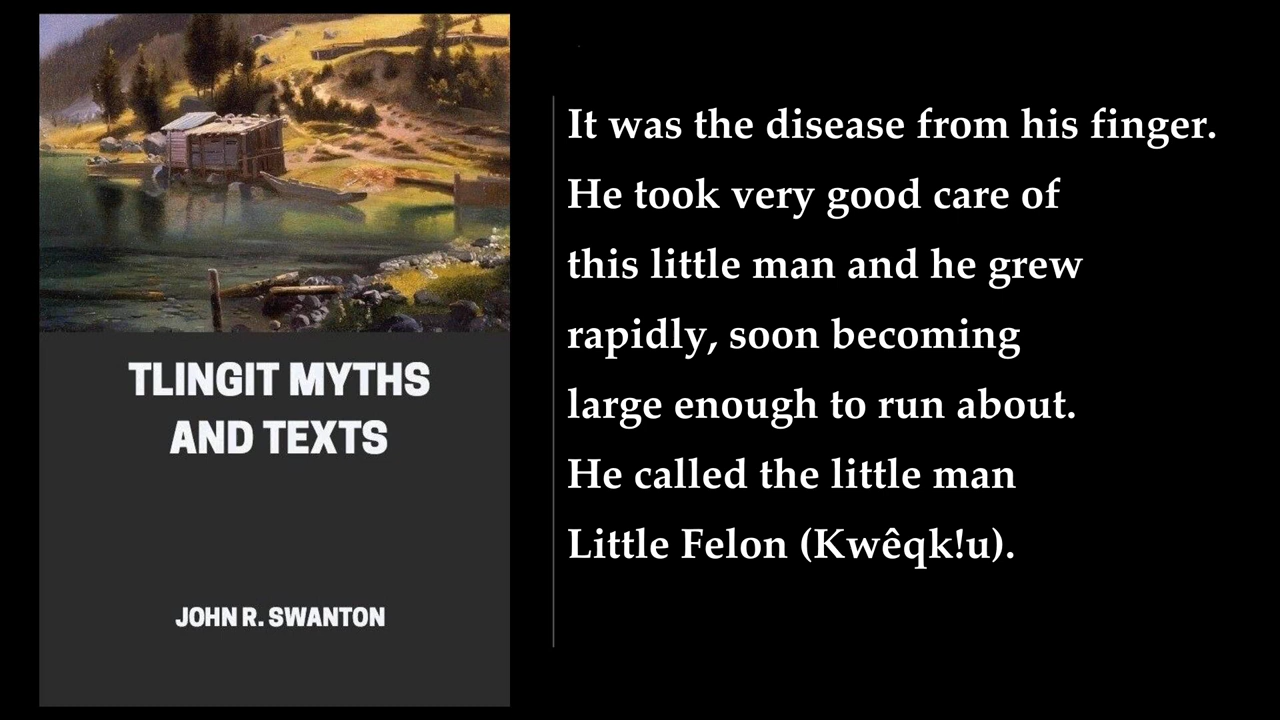 TLINGIT MYTHS
AND TEXTS
JOHN R. SWANTON
It was the disease from his finger.
He took very good care of
this little man and he grew
rapidly, soon becoming
large enough to run about.
He called the little man
Little Felon (Kwêqk!u).